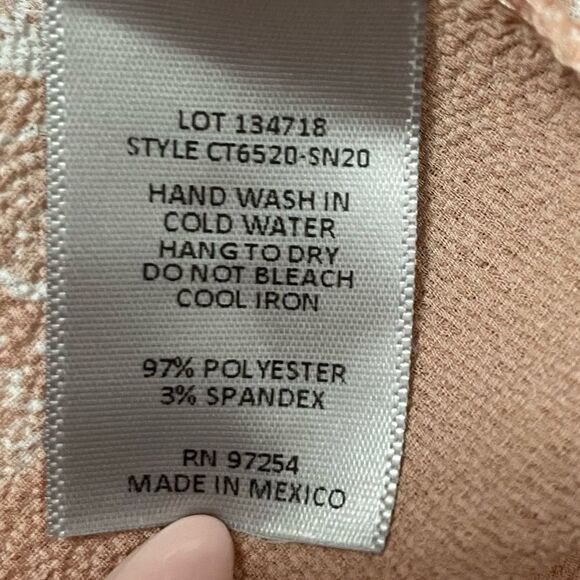 LOT 134718
STYLE CT6520-SN20
HAND WASH IN
COLD WATER
HANG TO DRY
DO NOT BLEACH
COOL IRON
97% POLYESTER
3% SPANDEX
RN 97254
MADE IN MEXICO